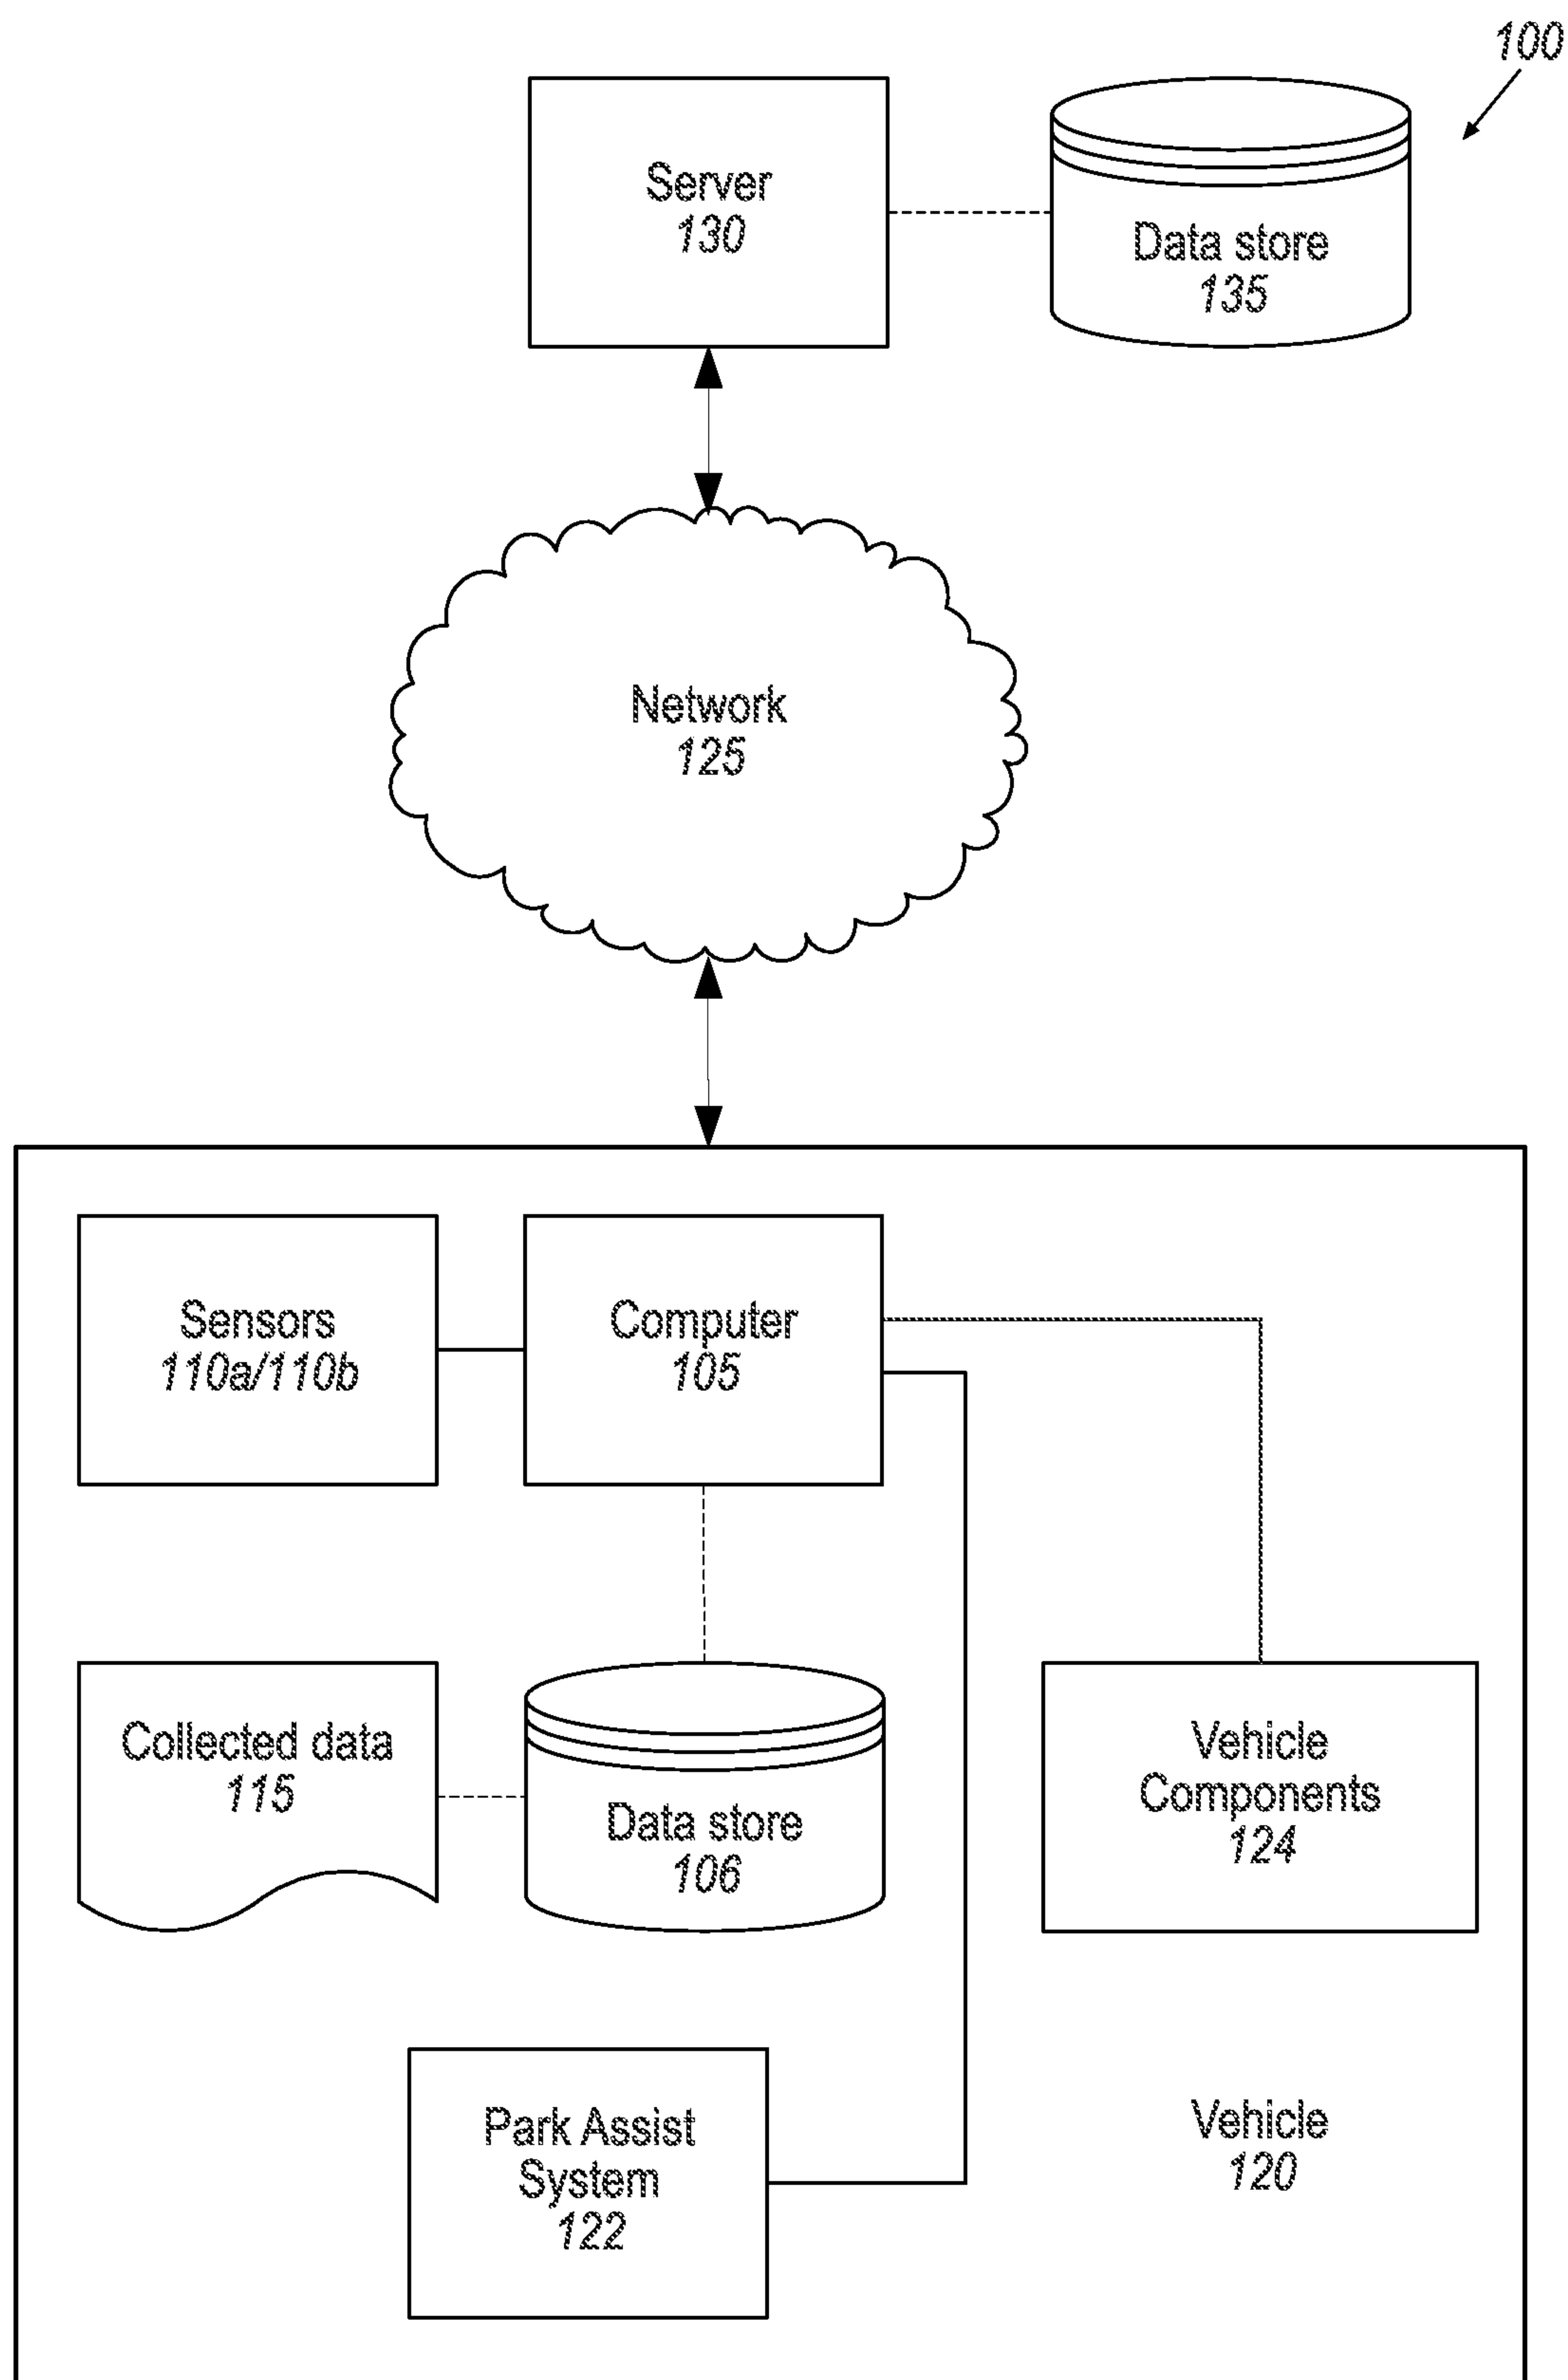 100
Server
130
Data store
135
Network
125
Sensors
110a/110b
Computer
105
Collected data
115
Data store
106
Vehicle
Components
124
Park Assist
System
122
Vehicle
120